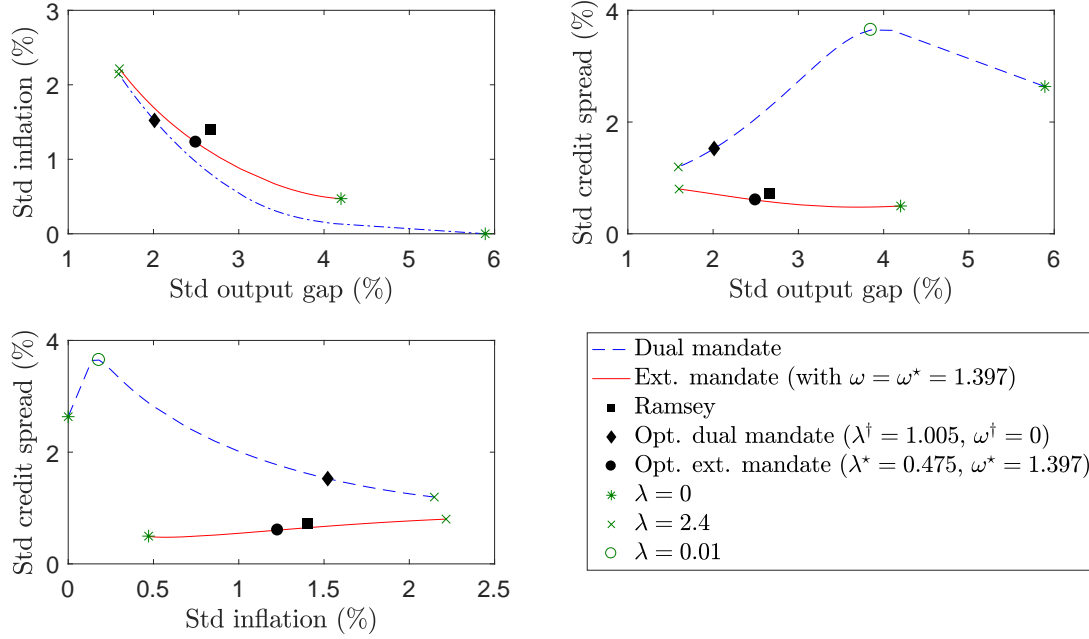 3
2
1
0
Std inflation (%)
1 2 3 4 5 6
Std output gap (%)
4
2
0
Std credit spread (%)
1 2 3 4 5 6
Std output gap (%)
4
2
0
Std credit spread (%)
0 0.5 1 1.5 2 2.5
Std inflation (%)
Dual mandate
Ext. mandate (with ω = ω⋆ = 1.397)
Ramsey
Opt. dual mandate (λ† = 1.005, ω† = 0)
Opt. ext. mandate (λ⋆ = 0.475, ω⋆ = 1.397)
λ = 0
λ = 2.4
λ = 0.01